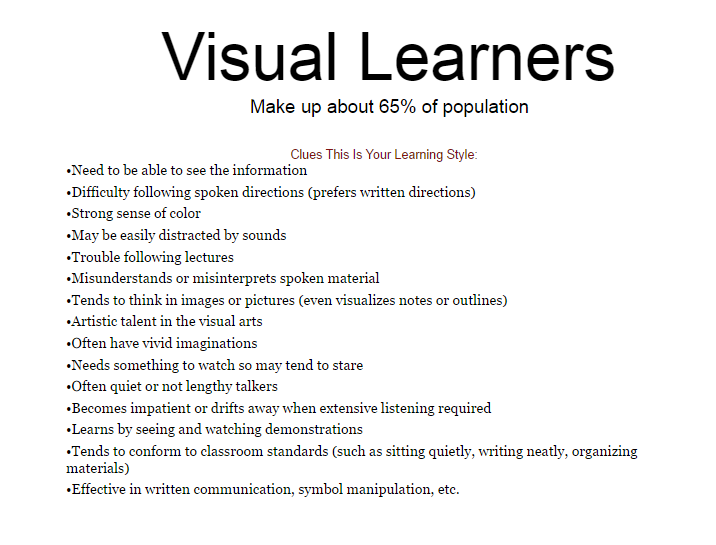 Visual Learners
Make up about 65% of population
Clues This Is Your Learning Style:
•Need to be able to see the information
•Difficulty following spoken directions (prefers written directions)
•Strong sense of color
•May be easily distracted by sounds
•Trouble following lectures
•Misunderstands or misinterprets spoken material
•Tends to think in images or pictures (even visualizes notes or outlines)
•Artistic talent in the visual arts
•Often have vivid imaginations
•Needs something to watch so may tend to stare
•Often quiet or not lengthy talkers
•Becomes impatient or drifts away when extensive listening required
•Learns by seeing and watching demonstrations
•Tends to conform to classroom standards (such as sitting quietly, writing neatly, organizing
materials)
•Effective in written communication, symbol manipulation, etc.